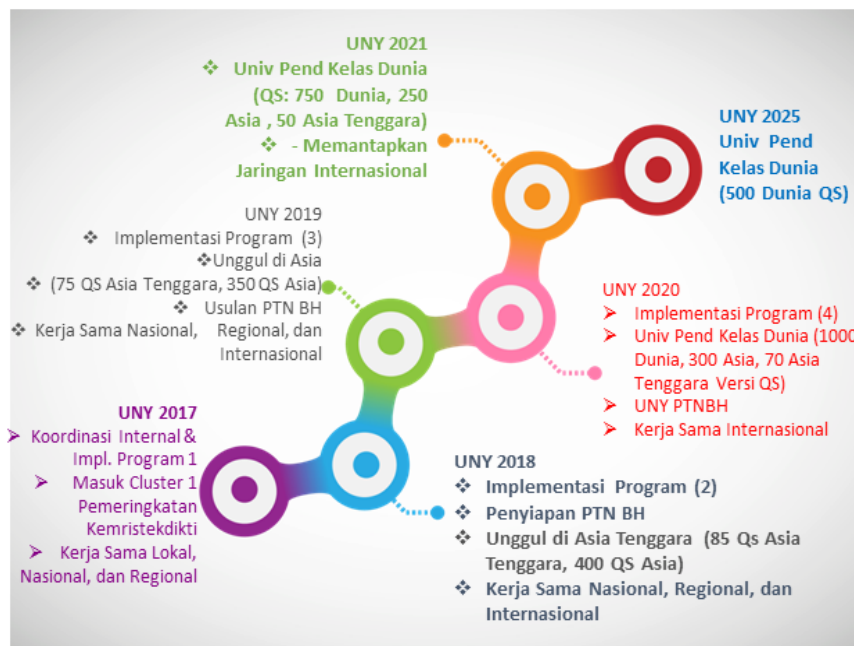 UNY 2021
❖ Univ Pend Kelas Dunia
(QS: 750 Dunia, 250
Asia , 50 Asia Tenggara)
❖ - Memantapkan
Jaringan Internasional
UNY 2025
Univ Pend
Kelas Dunia
(500 Dunia QS)
UNY 2019
❖ Implementasi Program (3)
❖ Unggul di Asia
❖ (75 QS Asia Tenggara, 350 QS Asia)
❖ Usulan PTN BH
❖ Kerja Sama Nasional, Regional, dan
Internasional
UNY 2020
➢ Implementasi Program (4)
➢ Univ Pend Kelas Dunia (1000
Dunia, 300 Asia, 70 Asia
Tenggara Versi QS)
➢ UNY PTNBH
➢ Kerja Sama Internasional
UNY 2017
➢ Koordinasi Internal &
Impl. Program 1
➢ Masuk Cluster 1
Pemeringkatan
Kemristekdikti
➢ Kerja Sama Lokal,
Nasional, dan Regional
UNY 2018
❖ Implementasi Program (2)
❖ Penyiapan PTN BH
❖ Unggul di Asia Tenggara (85 Qs Asia
Tenggara, 400 QS Asia)
❖ Kerja Sama Nasional, Regional, dan
Internasional